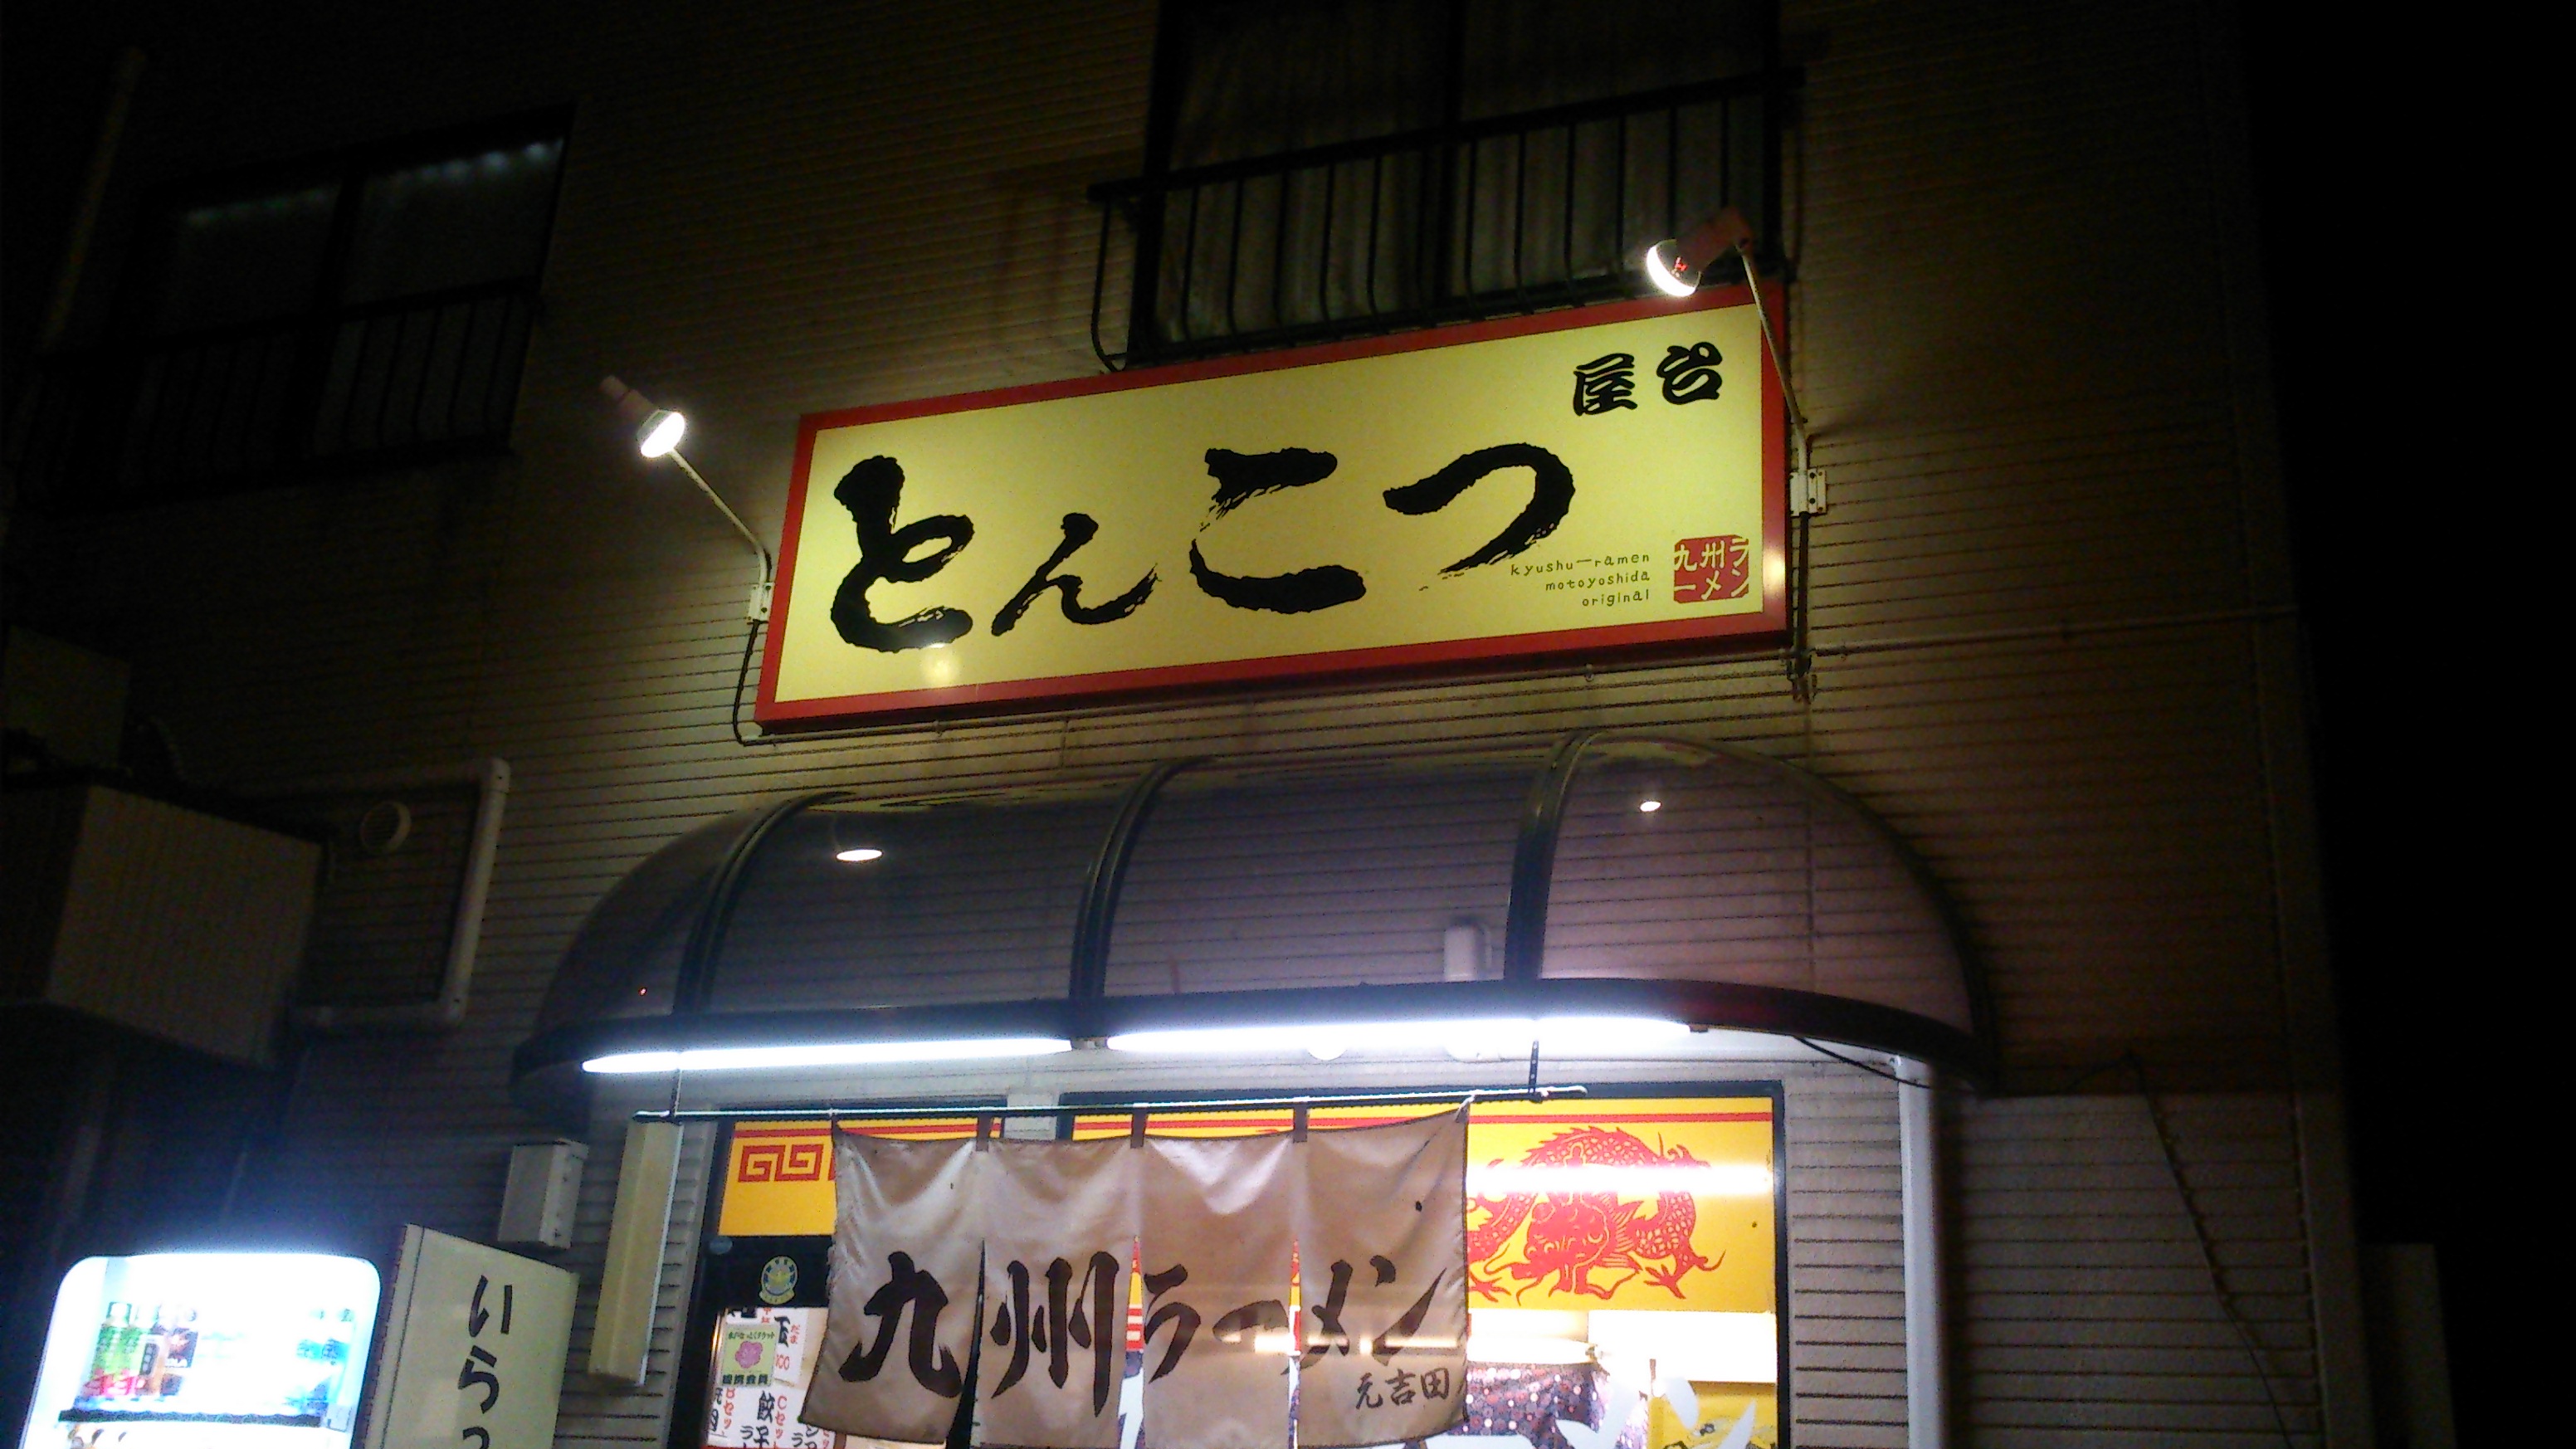 屋台
とんこつ
kyushu—ramen
motoyoshida
original
九州ラ
ーメン
九州ラーメン
元吉田
いらっ